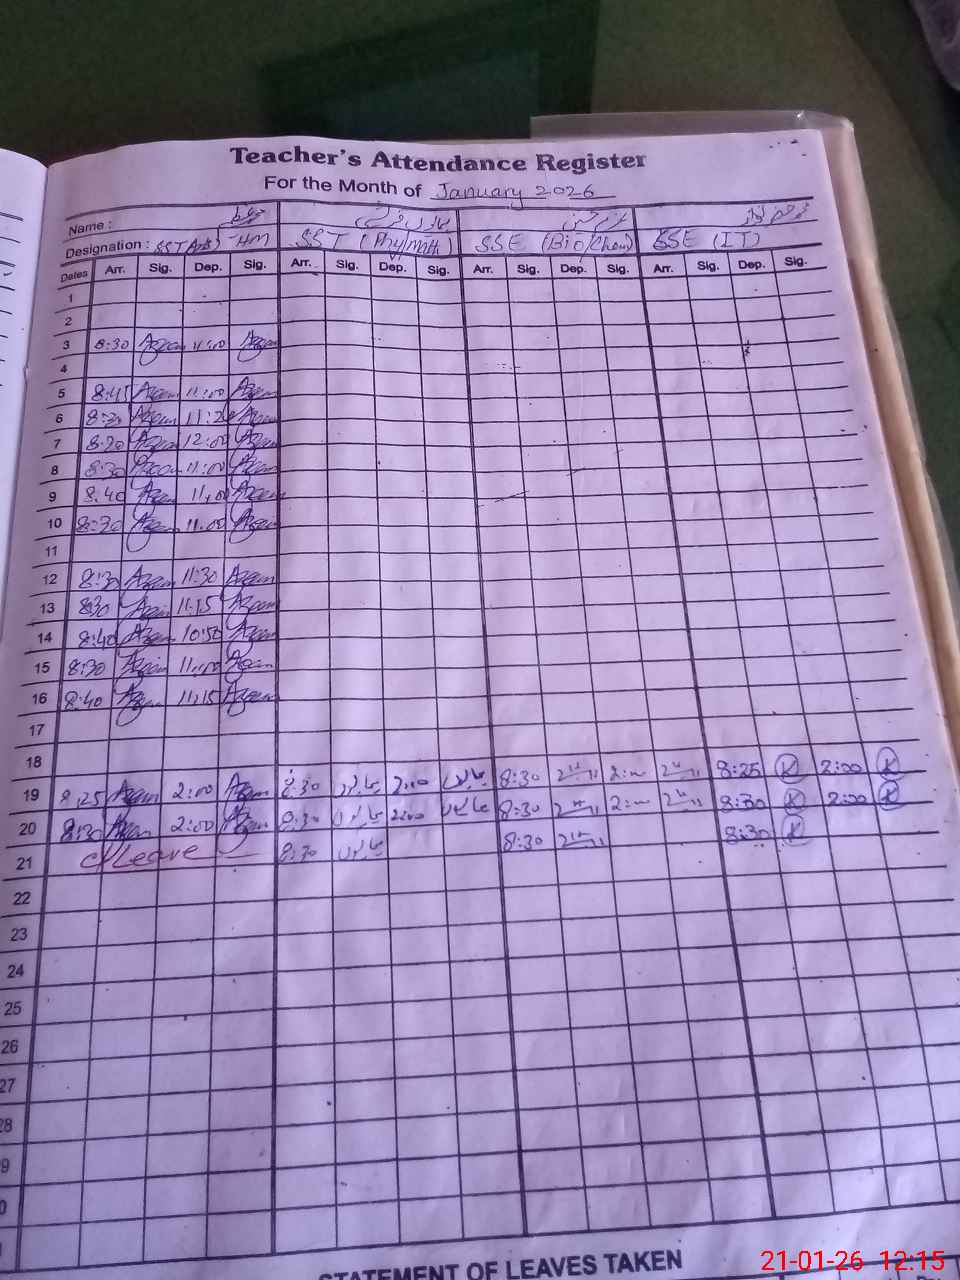 Teacher's Attendance Register
For the Month of January 2026
Name :
Designation : SST (Arts) HM SST (Phy/Math) SSE (Bio/Chem) SSE (IT)
Dates Arr. Sig. Dep. Sig. Arr. Sig. Dep. Sig. Arr. Sig. Dep. Sig. Arr. Sig. Dep. Sig.
1
2
3 8:30 Azam 11:00 Azam
4
5 8:45 Azam 11:00 Azam
6 8:30 Azam 11:20 Azam
7 8:20 Azam 12:00 Azam
8 8:30 Azam 11:00 Azam
9 8:40 Azam 11:00 Azam
10 8:30 Azam 11:00 Azam
11
12 8:30 Azam 11:30 Azam
13 8:30 Azam 11:15 Azam
14 8:40 Azam 10:50 Azam
15 8:30 Azam 11:00 Azam
16 8:40 Azam 11:15 Azam
17
18
19 8:25 Azam 2:00 Azam 8:30 2:00 8:30 2:00 8:25 K 2:00 K
20 8:30 Azam 2:00 Azam 8:30 2:00 8:30 2:00 8:30 K 2:00 K
21 Leave 8:30 8:30 8:30 K
22
23
24
25
26
27
28
9
0
STATEMENT OF LEAVES TAKEN
21-01-26 12:15